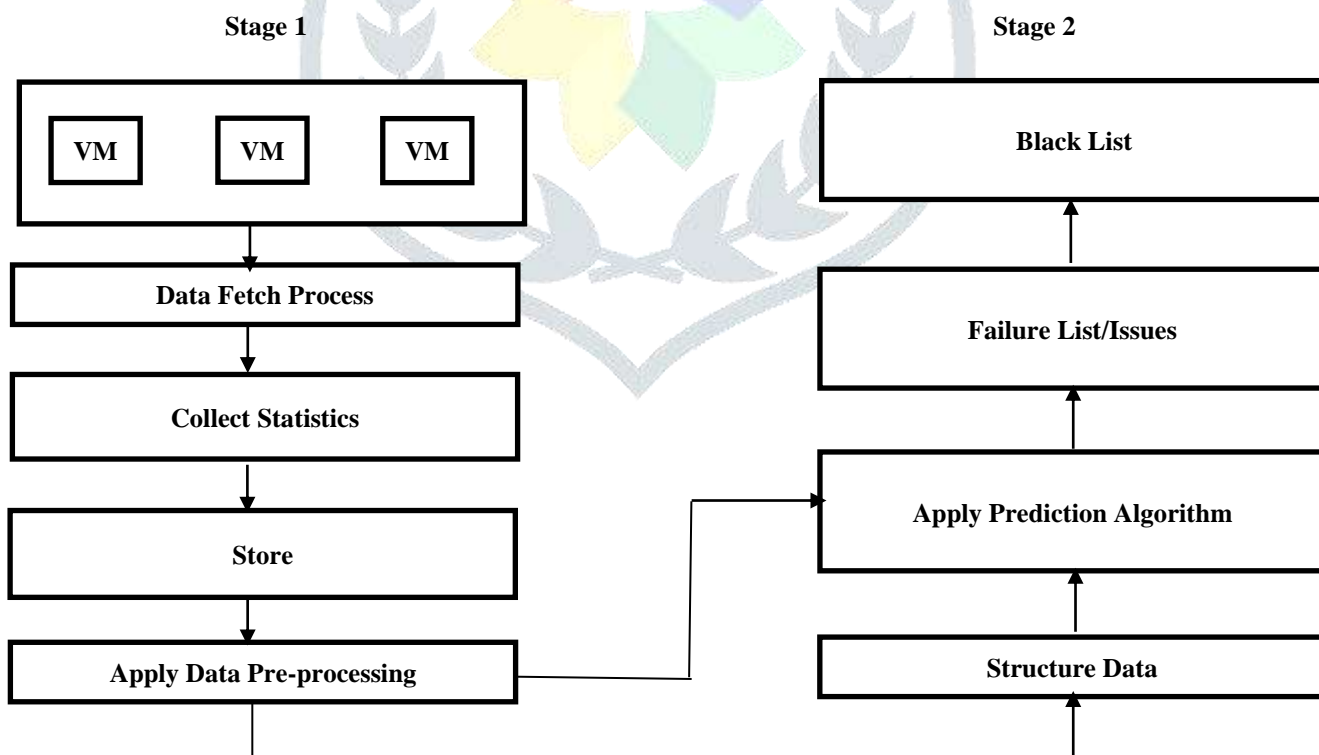 Stage 1
VM
VM
VM
Data Fetch Process
Collect Statistics
Store
Apply Data Pre-processing
Stage 2
Black List
Failure List/Issues
Apply Prediction Algorithm
Structure Data